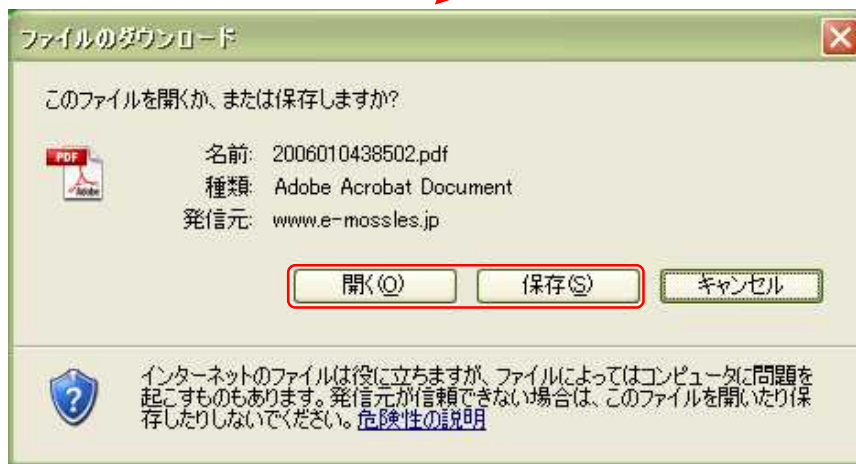 ファイルのダウンロード
このファイルを開くか、または保存しますか?
PDF
Adobe
名前: 2006010438502.pdf
種類: Adobe Acrobat Document
発信元: www.e-mossles.jp
開く(O) 保存(S) キャンセル
インターネットのファイルは役に立ちますが、ファイルによってはコンピュータに問題を
起こすものもあります。発信元が信頼できない場合は、このファイルを開いたり保
存したりしないでください。危険性の説明